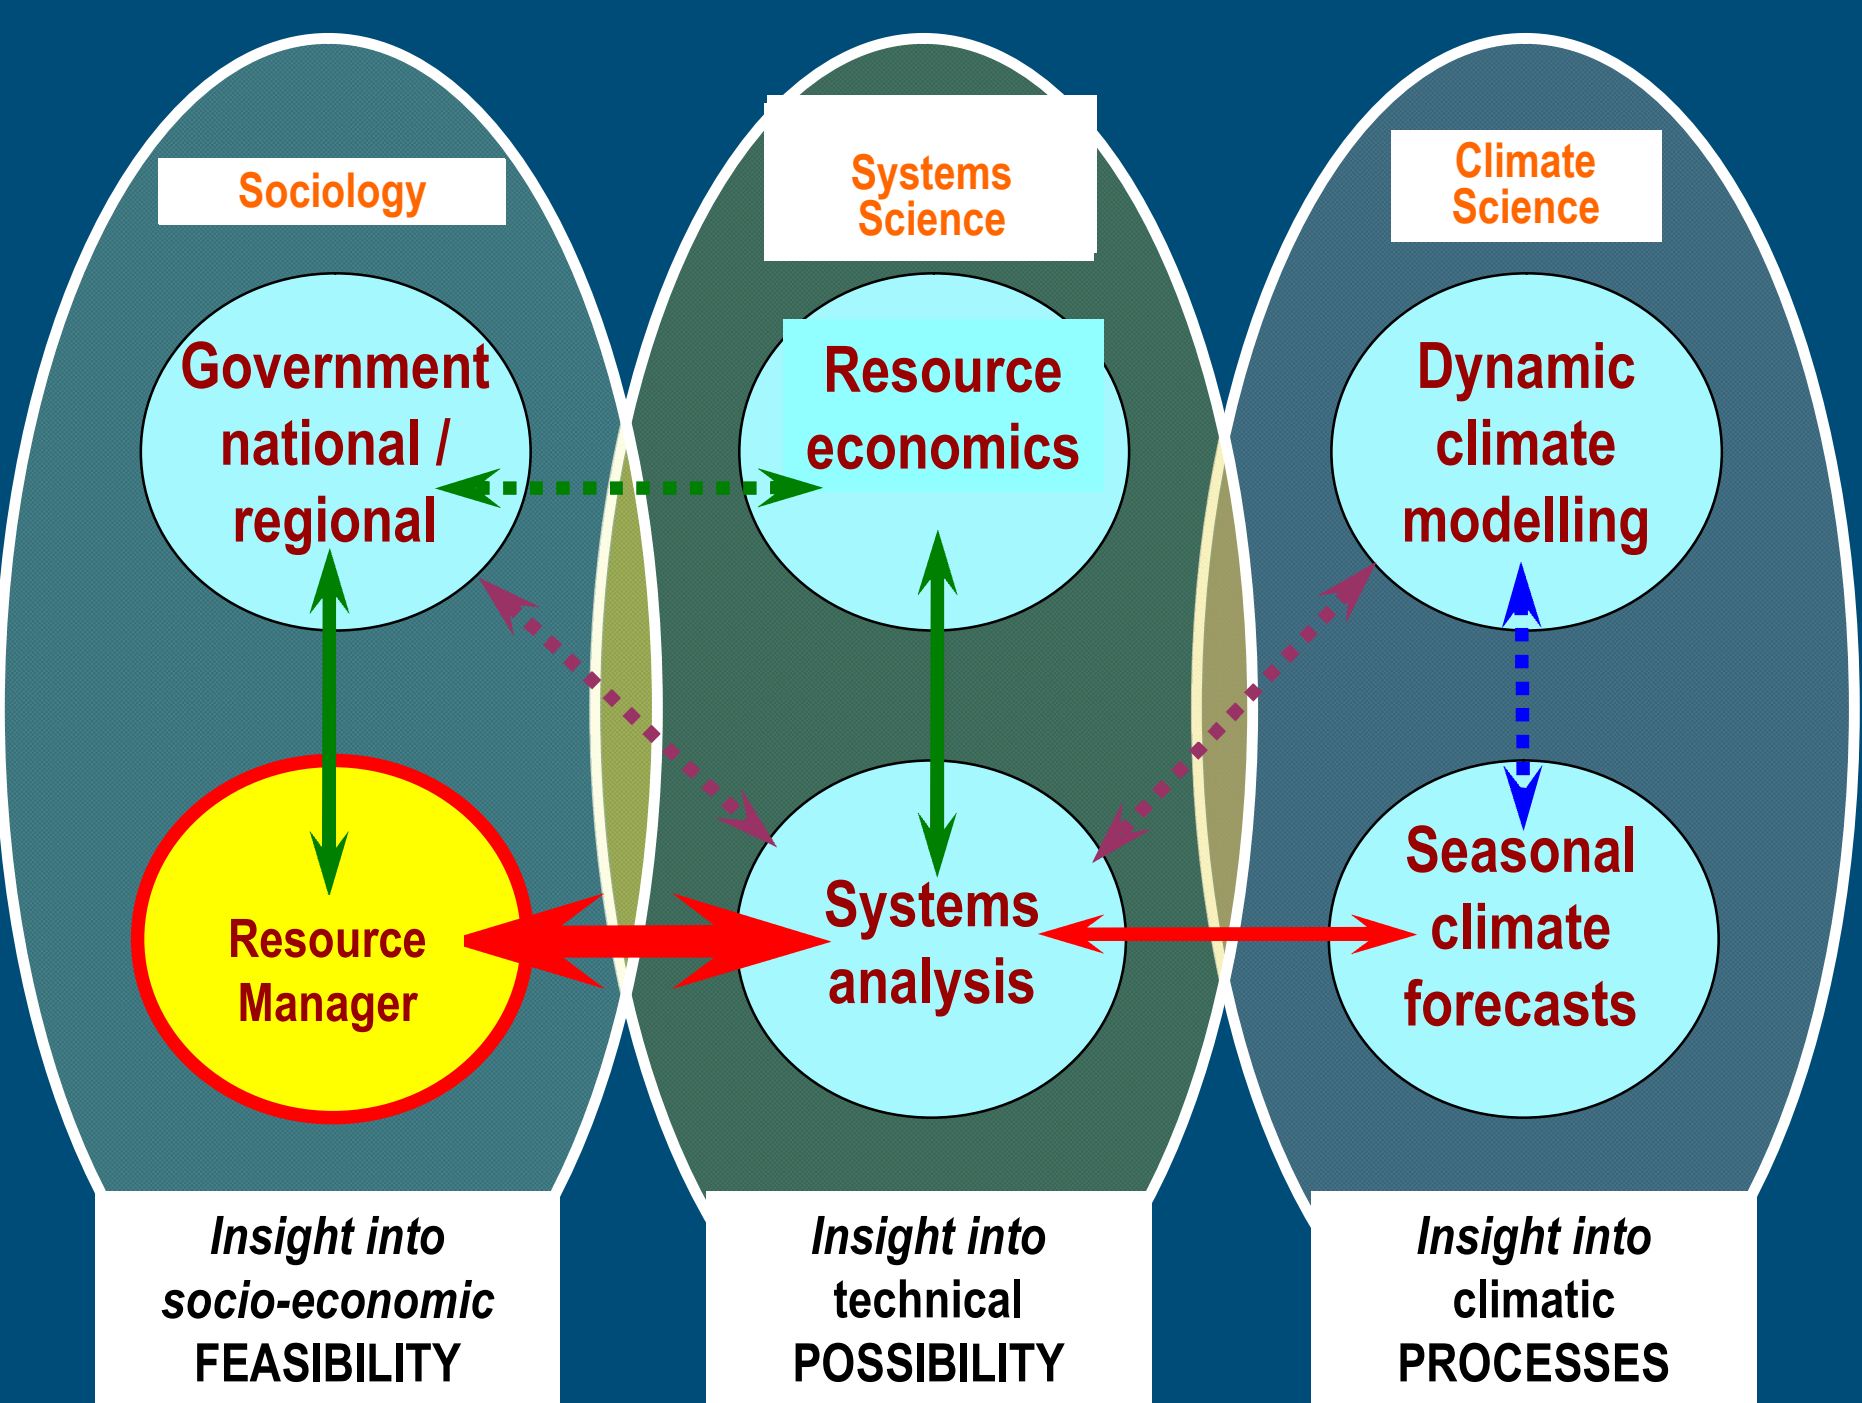 Sociology
Systems
Science
Climate
Science
Government
national /
regional
Resource
economics
Dynamic
climate
modelling
Resource
Manager
Systems
analysis
Seasonal
climate
forecasts
Insight into
socio-economic
FEASIBILITY
Insight into
technical
POSSIBILITY
Insight into
climatic
PROCESSES